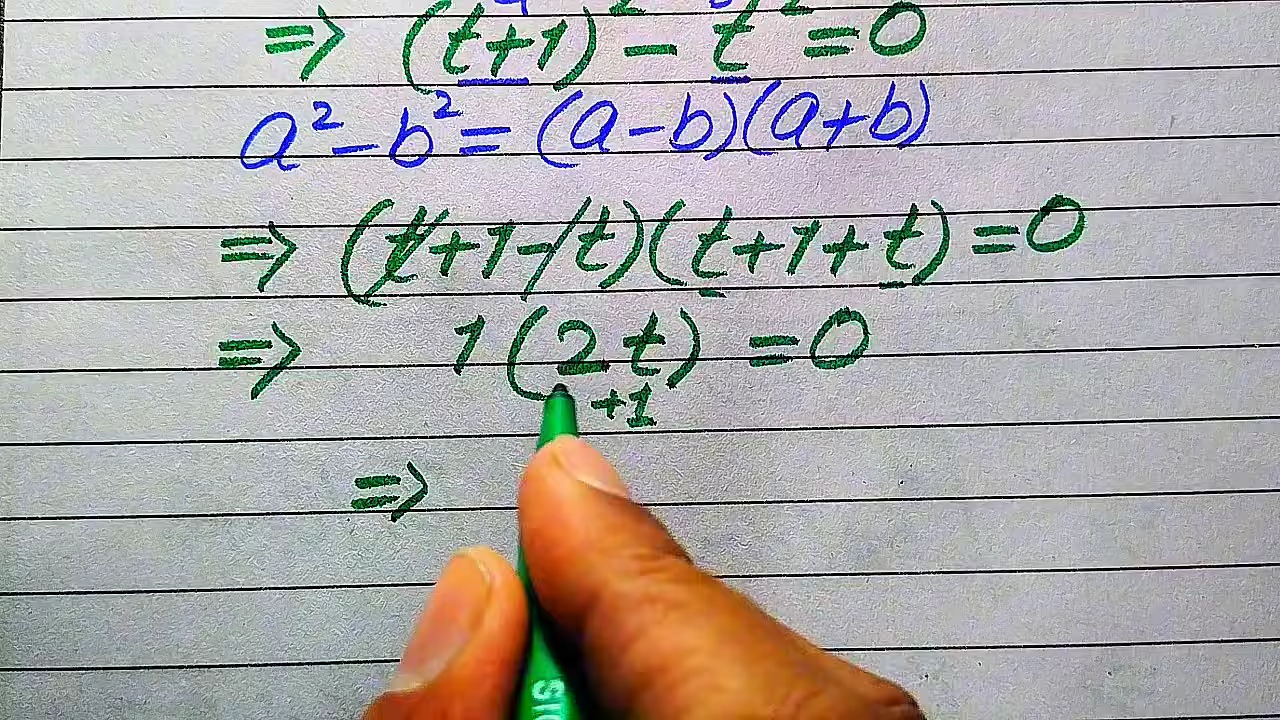 => (t+1)² - t² = 0
a² - b² = (a-b)(a+b)
=> (t+1-t)(t+1+t) = 0
=> 1(2t) = 0
+1
=>